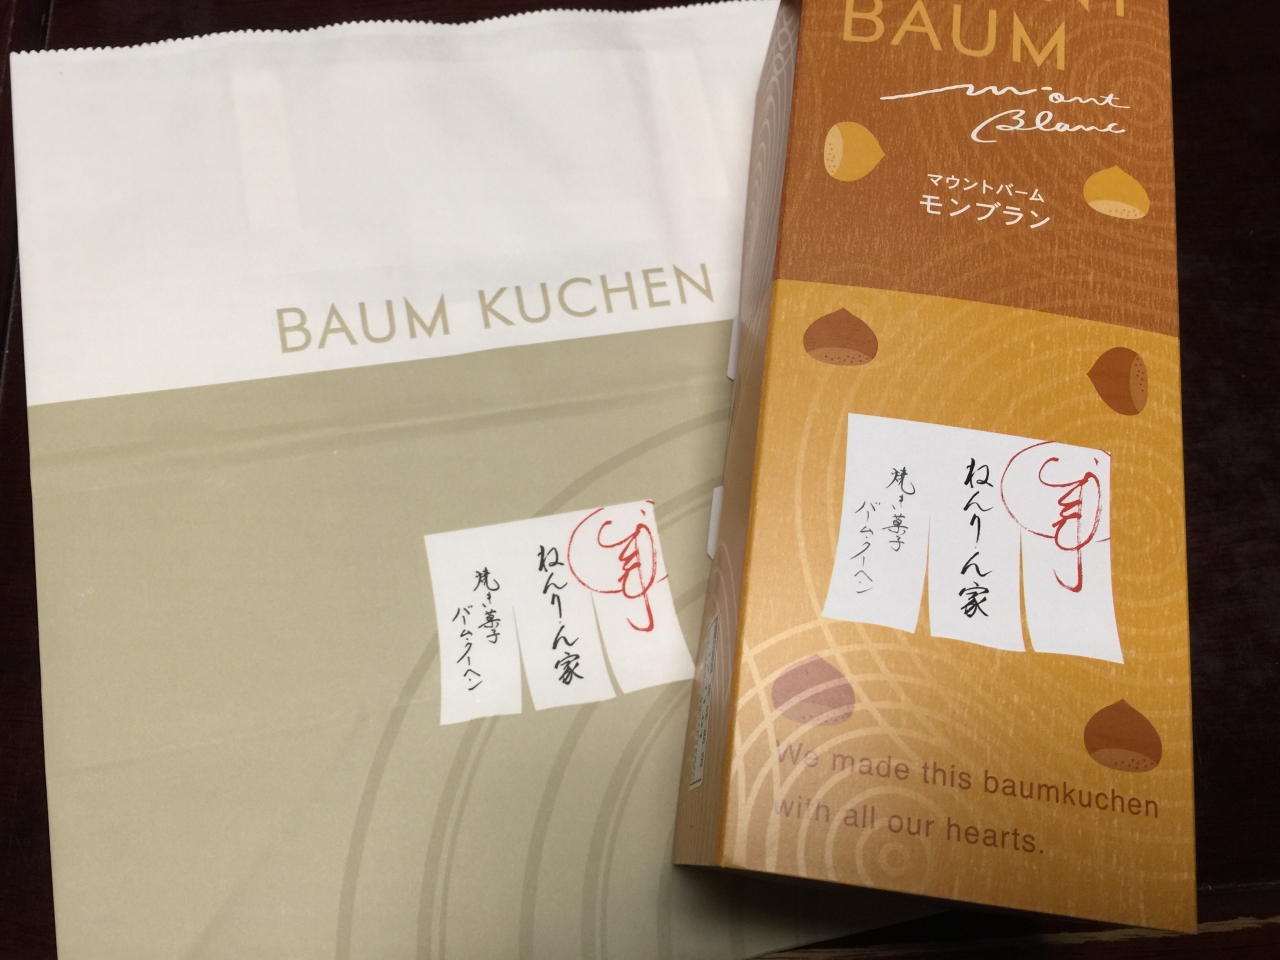 BAUM KUCHEN
ねんりん家
焼き菓子
バームクーヘン
BAUM
Mont
Blanc
マウントバーム
モンブラン
ねんりん家
焼き菓子
バームクーヘン
We made this baumkuchen
with all our hearts.